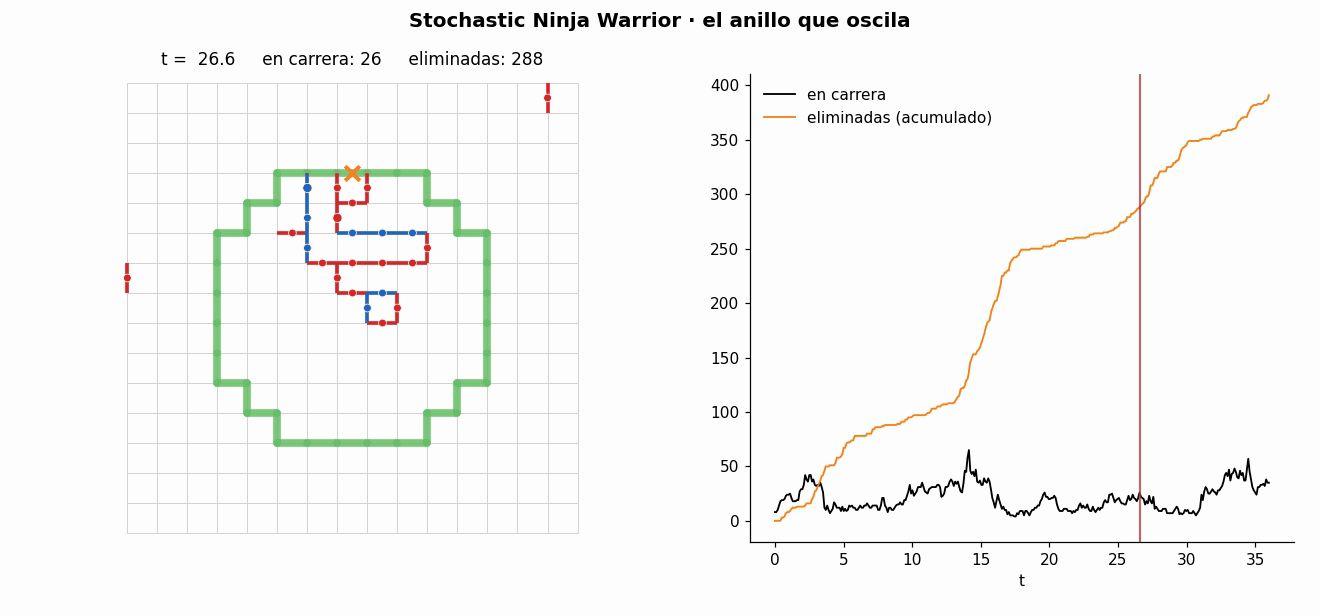 Stochastic Ninja Warrior · el anillo que oscila
t =  26.6     en carrera: 26     eliminadas: 288
en carrera
eliminadas (acumulado)
400
350
300
250
200
150
100
50
0
0 5 10 15 20 25 30 35
t